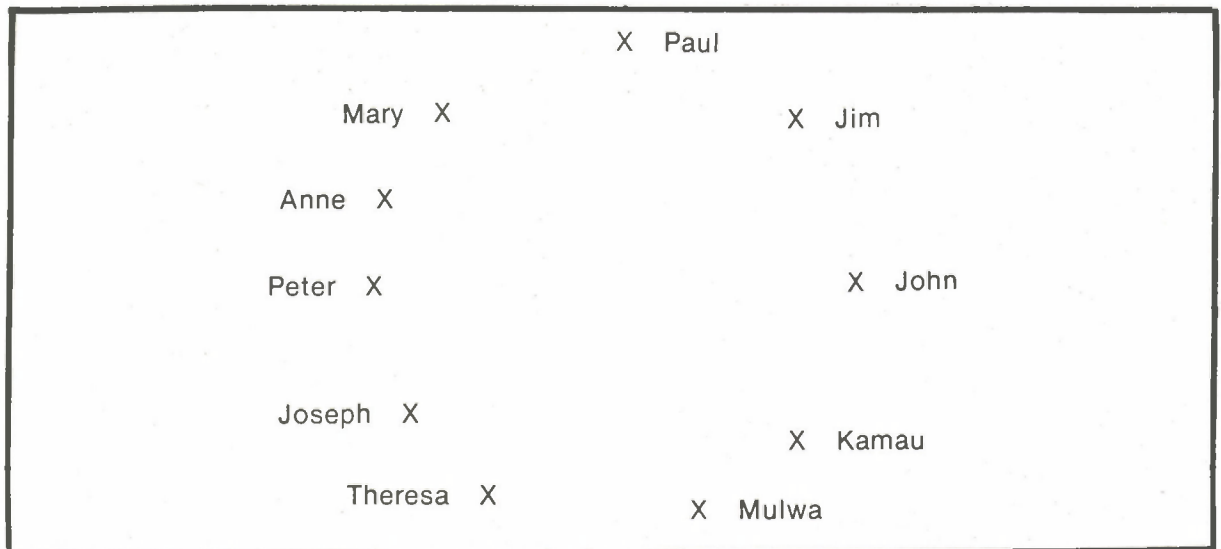 X Paul
Mary X X Jim
Anne X
Peter X X John
Joseph X
X Kamau
Theresa X
X Mulwa